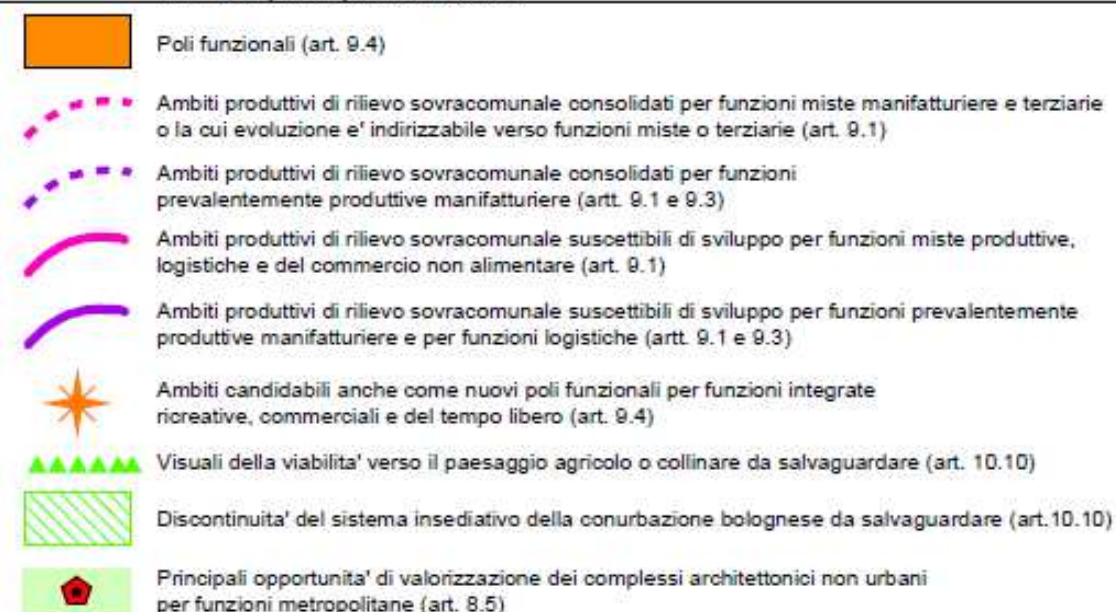 Poli funzionali (art. 9.4)
Ambiti produttivi di rilievo sovracomunale consolidati per funzioni miste manifatturiere e terziarie
o la cui evoluzione e' indirizzabile verso funzioni miste o terziarie (art. 9.1)
Ambiti produttivi di rilievo sovracomunale consolidati per funzioni
prevalentemente produttive manifatturiere (artt. 9.1 e 9.3)
Ambiti produttivi di rilievo sovracomunale suscettibili di sviluppo per funzioni miste produttive,
logistiche e del commercio non alimentare (art. 9.1)
Ambiti produttivi di rilievo sovracomunale suscettibili di sviluppo per funzioni prevalentemente
produttive manifatturiere e per funzioni logistiche (artt. 9.1 e 9.3)
Ambiti candidabili anche come nuovi poli funzionali per funzioni integrate
ricreative, commerciali e del tempo libero (art. 9.4)
Visuali della viabilita' verso il paesaggio agricolo o collinare da salvaguardare (art. 10.10)
Discontinuita' del sistema insediativo della conurbazione bolognese da salvaguardare (art.10.10)
Principali opportunita' di valorizzazione dei complessi architettonici non urbani
per funzioni metropolitane (art. 8.5)